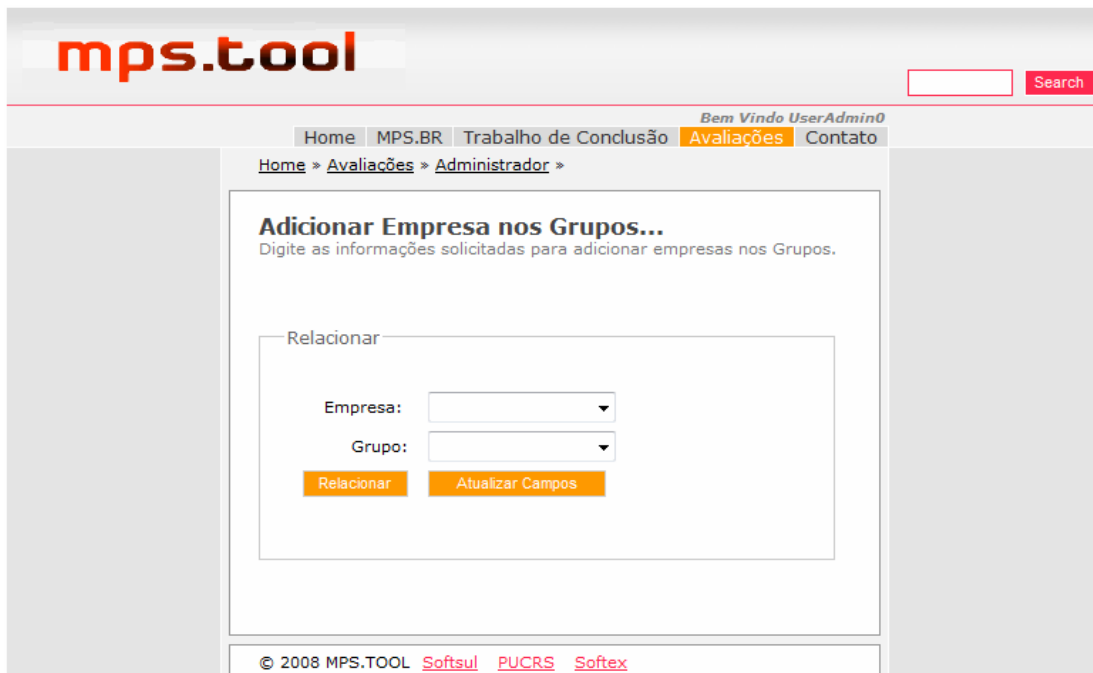 mps.tool
Search
Bem Vindo UserAdmin0
Home MPS.BR Trabalho de Conclusão Avaliações Contato
Home » Avaliações » Administrador »
Adicionar Empresa nos Grupos...
Digite as informações solicitadas para adicionar empresas nos Grupos.
Relacionar
Empresa:
Grupo:
Relacionar Atualizar Campos
© 2008 MPS.TOOL Softsul PUCRS Softex